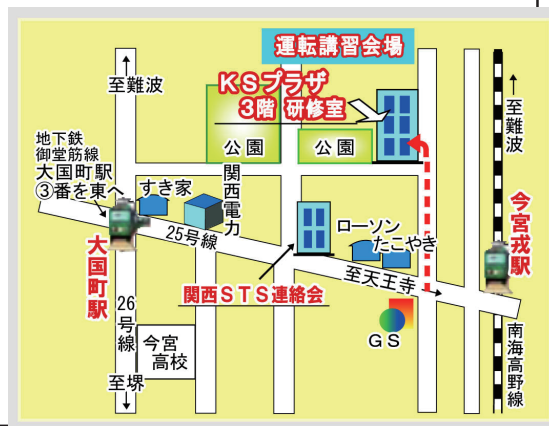 運転講習会場
KSプラザ
3階 研修室
至難波
公園
公園
至難波
地下鉄
御堂筋線
大国町駅
③番を東へ
すき家
関西電力
25号線
ローソン
たこやき
今宮戎駅
大国町駅
関西STS連絡会
至天王寺
GS
26号線
今宮
高校
至堺
南海高野線